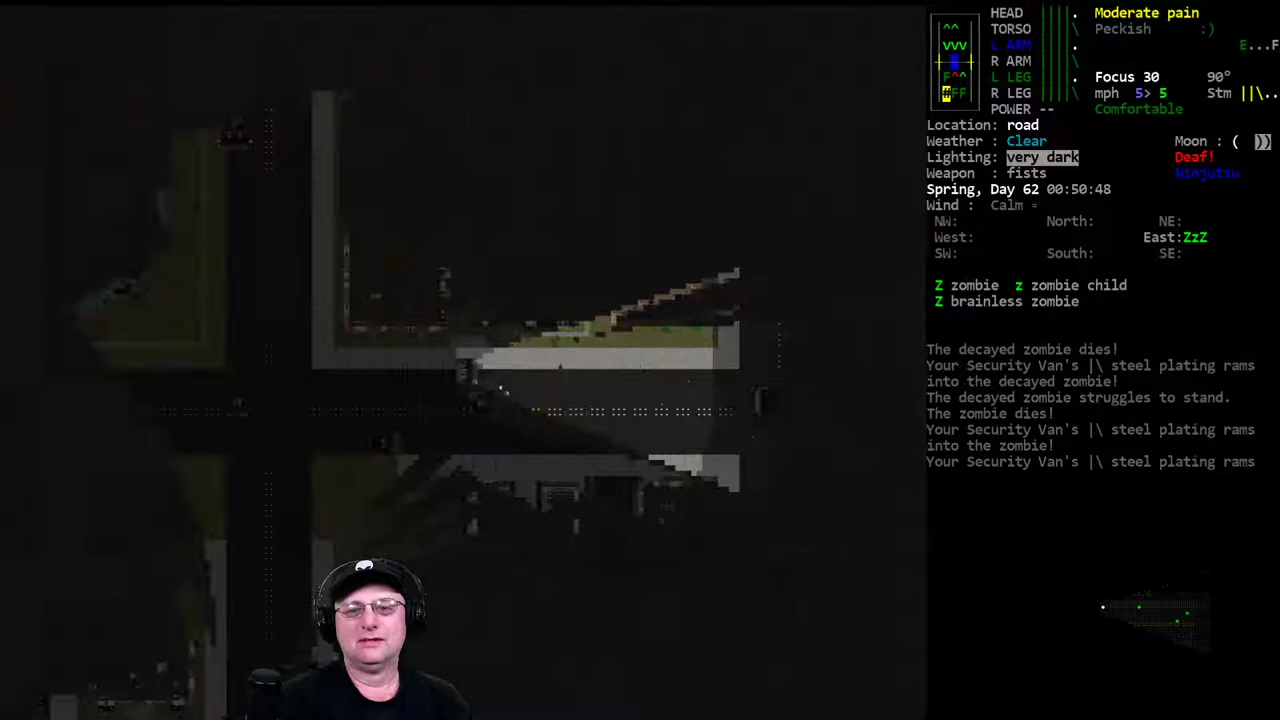 HEAD ||||. Moderate pain
^^ TORSO ||||\ Peckish :)
vvv L ARM . E...F
R ARM \
F^^ L LEG ||||. Focus 30 90°
#FF R LEG ||||\ mph 5> 5 Stm ||\..
POWER -- Comfortable
Location: road
Weather : Clear Moon : ( ))
Lighting: very dark Deaf!
Weapon : fists Ninjutsu
Spring, Day 62 00:50:48
Wind : Calm
NW: North: NE:
West: East:ZzZ
SW: South: SE:
Z zombie z zombie child
Z brainless zombie
The decayed zombie dies!
Your Security Van's |\ steel plating rams
into the decayed zombie!
The decayed zombie struggles to stand.
The zombie dies!
Your Security Van's |\ steel plating rams
into the zombie!
Your Security Van's |\ steel plating rams